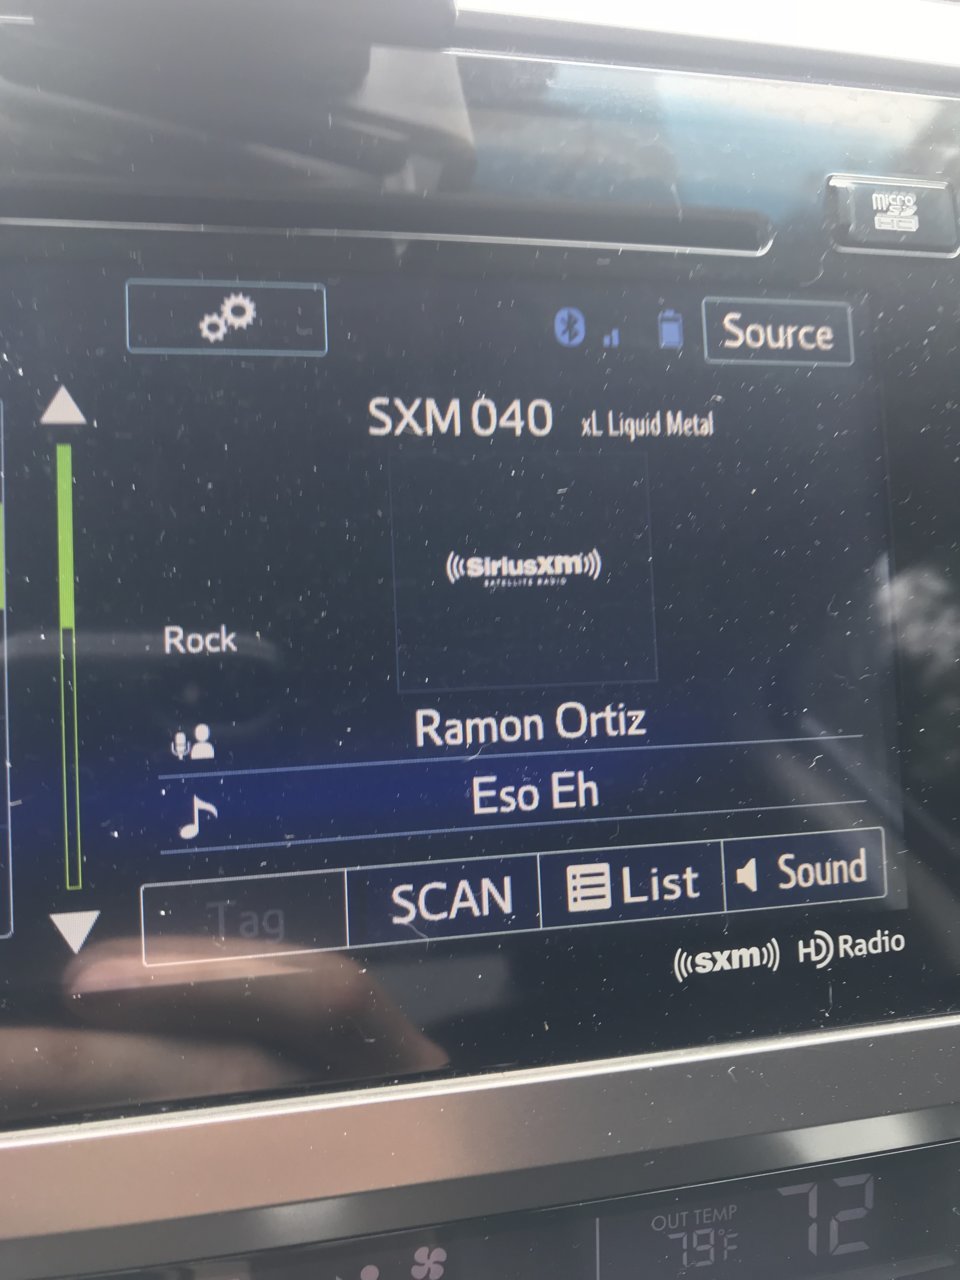 micro
SD
HC
Source
SXM 040 xL Liquid Metal
((SiriusXM))
SATELLITE RADIO
Rock
Ramon Ortiz
Eso Eh
Tag SCAN List Sound
((sxm)) HD Radio
OUT TEMP
79°F
72